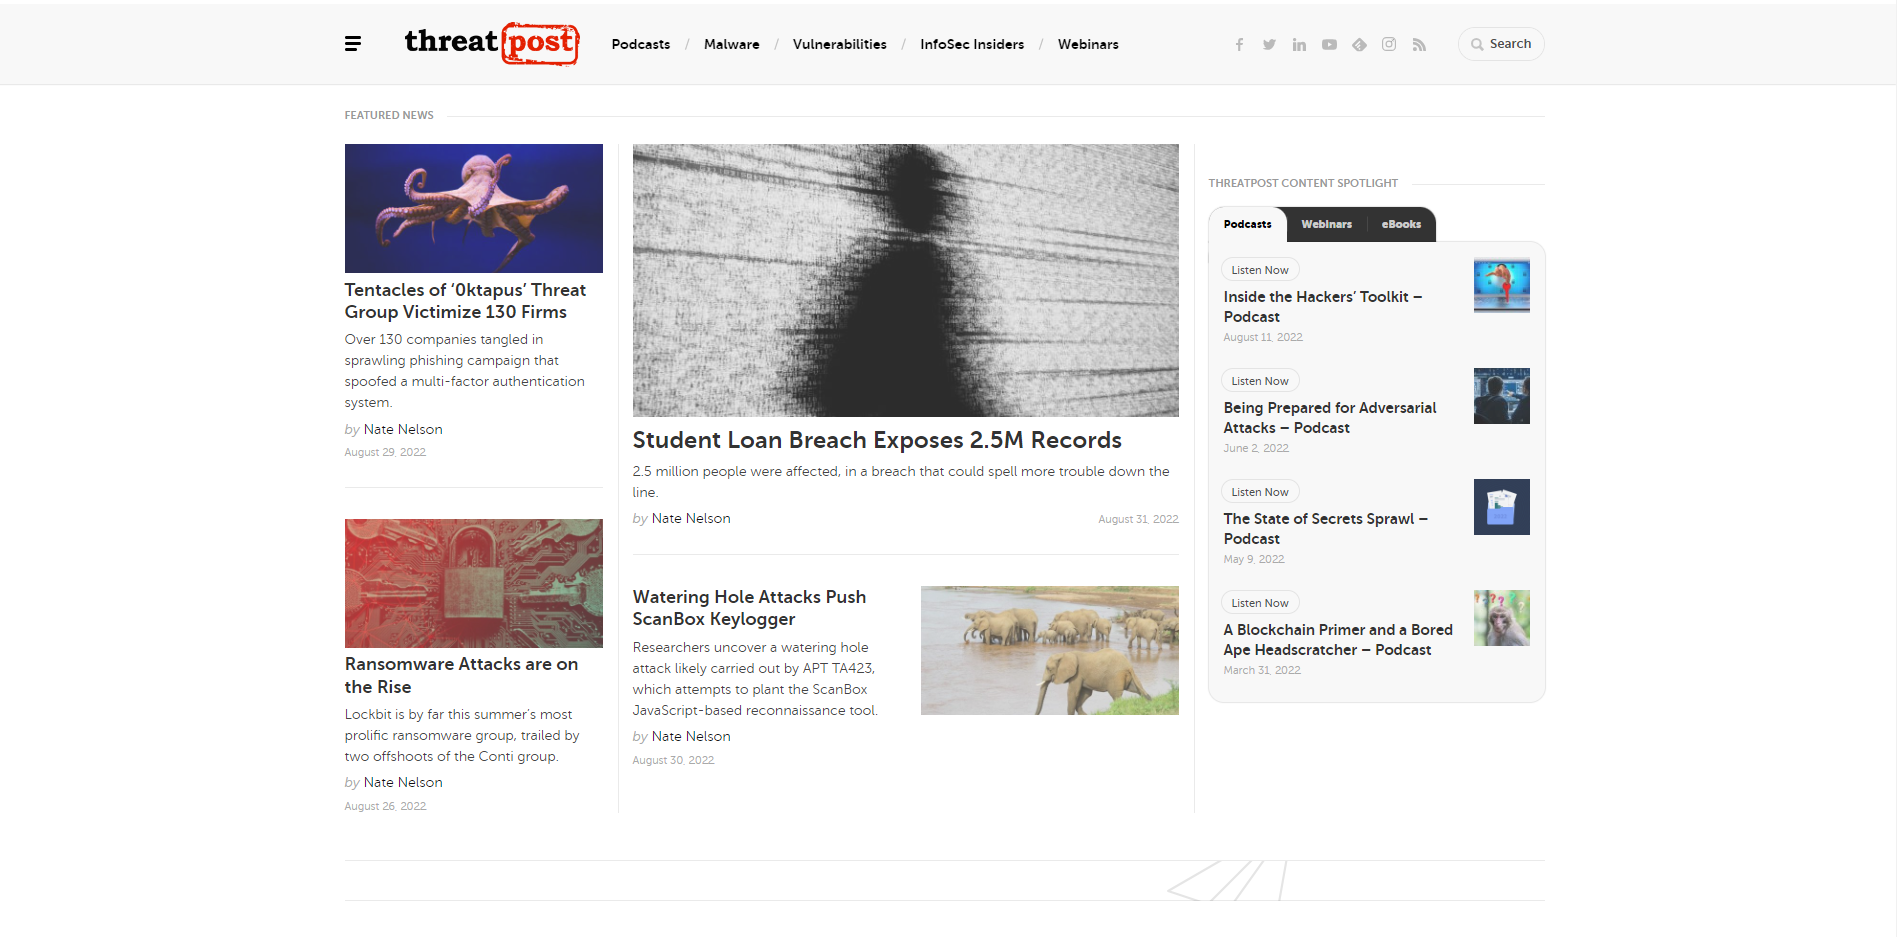 threatpost
Podcasts / Malware / Vulnerabilities / InfoSec Insiders / Webinars
Search
FEATURED NEWS
Tentacles of ‘0ktapus’ Threat
Group Victimize 130 Firms
Over 130 companies tangled in
sprawling phishing campaign that
spoofed a multi-factor authentication
system.
by Nate Nelson
August 29, 2022
Ransomware Attacks are on
the Rise
Lockbit is by far this summer’s most
prolific ransomware group, trailed by
two offshoots of the Conti group.
by Nate Nelson
August 26, 2022
Student Loan Breach Exposes 2.5M Records
2.5 million people were affected, in a breach that could spell more trouble down the
line.
by Nate Nelson August 31, 2022
Watering Hole Attacks Push
ScanBox Keylogger
Researchers uncover a watering hole
attack likely carried out by APT TA423,
which attempts to plant the ScanBox
JavaScript-based reconnaissance tool.
by Nate Nelson
August 30, 2022
THREATPOST CONTENT SPOTLIGHT
Podcasts Webinars eBooks
Listen Now
Inside the Hackers’ Toolkit –
Podcast
August 11, 2022
Listen Now
Being Prepared for Adversarial
Attacks – Podcast
June 2, 2022
Listen Now
The State of Secrets Sprawl –
Podcast
May 9, 2022
Listen Now
A Blockchain Primer and a Bored
Ape Headscratcher – Podcast
March 31, 2022